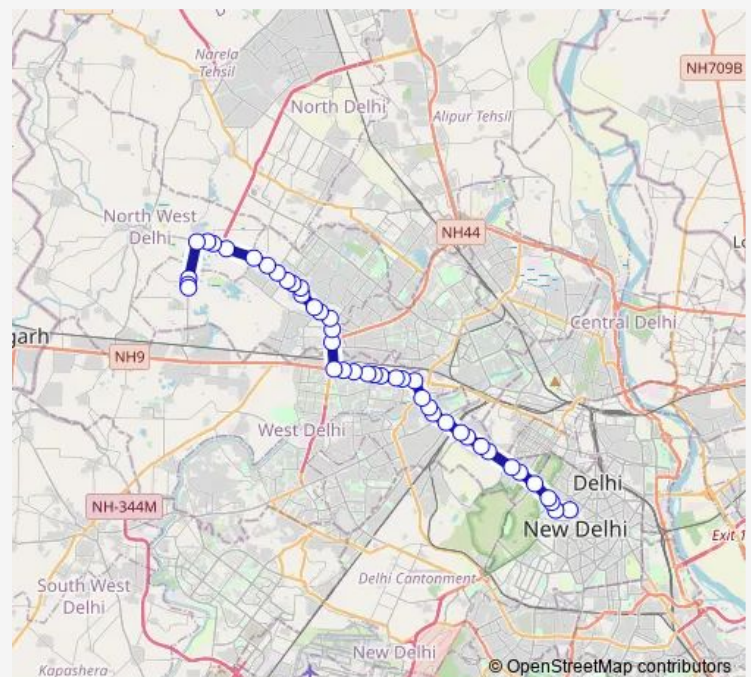 Narela
Tehsil
NH709B
North Delhi
Alipur Tehsil
North West
Delhi
NH44
Lo
Central Delhi
garh
NH9
West Delhi
Delhi
NH-344M
New Delhi
Exit 1
South West
Delhi
Delhi Cantonment
New Delhi
Kapashera
© OpenStreetMap contributors